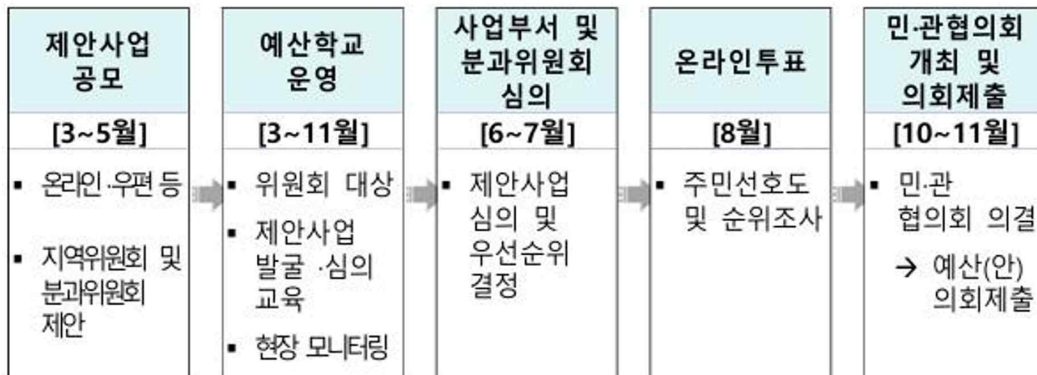 제안사업
공모
[3~5월]
▪ 온라인·우편 등
▪ 지역위원회 및
분과위원회
제안
예산학교
운영
[3~11월]
▪ 위원회 대상
▪ 제안사업
발굴·심의
교육
▪ 현장 모니터링
사업부서 및
분과위원회
심의
[6~7월]
▪ 제안사업
심의 및
우선순위
결정
온라인투표
[8월]
▪ 주민선호도
및 순위조사
민·관협의회
개최 및
의회제출
[10~11월]
▪ 민·관
협의회 의결
→ 예산(안)
의회제출